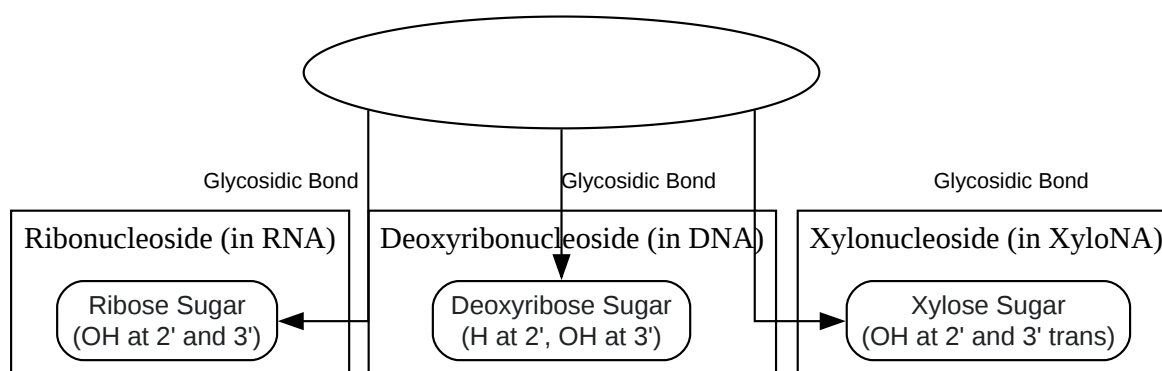 Glycosidic Bond
Glycosidic Bond
Glycosidic Bond
Ribonucleoside (in RNA)
Deoxyribonucleoside (in DNA)
Xylonucleoside (in XyloNA)
Ribose Sugar
(OH at 2' and 3')
Deoxyribose Sugar
(H at 2', OH at 3')
Xylose Sugar
(OH at 2' and 3' trans)